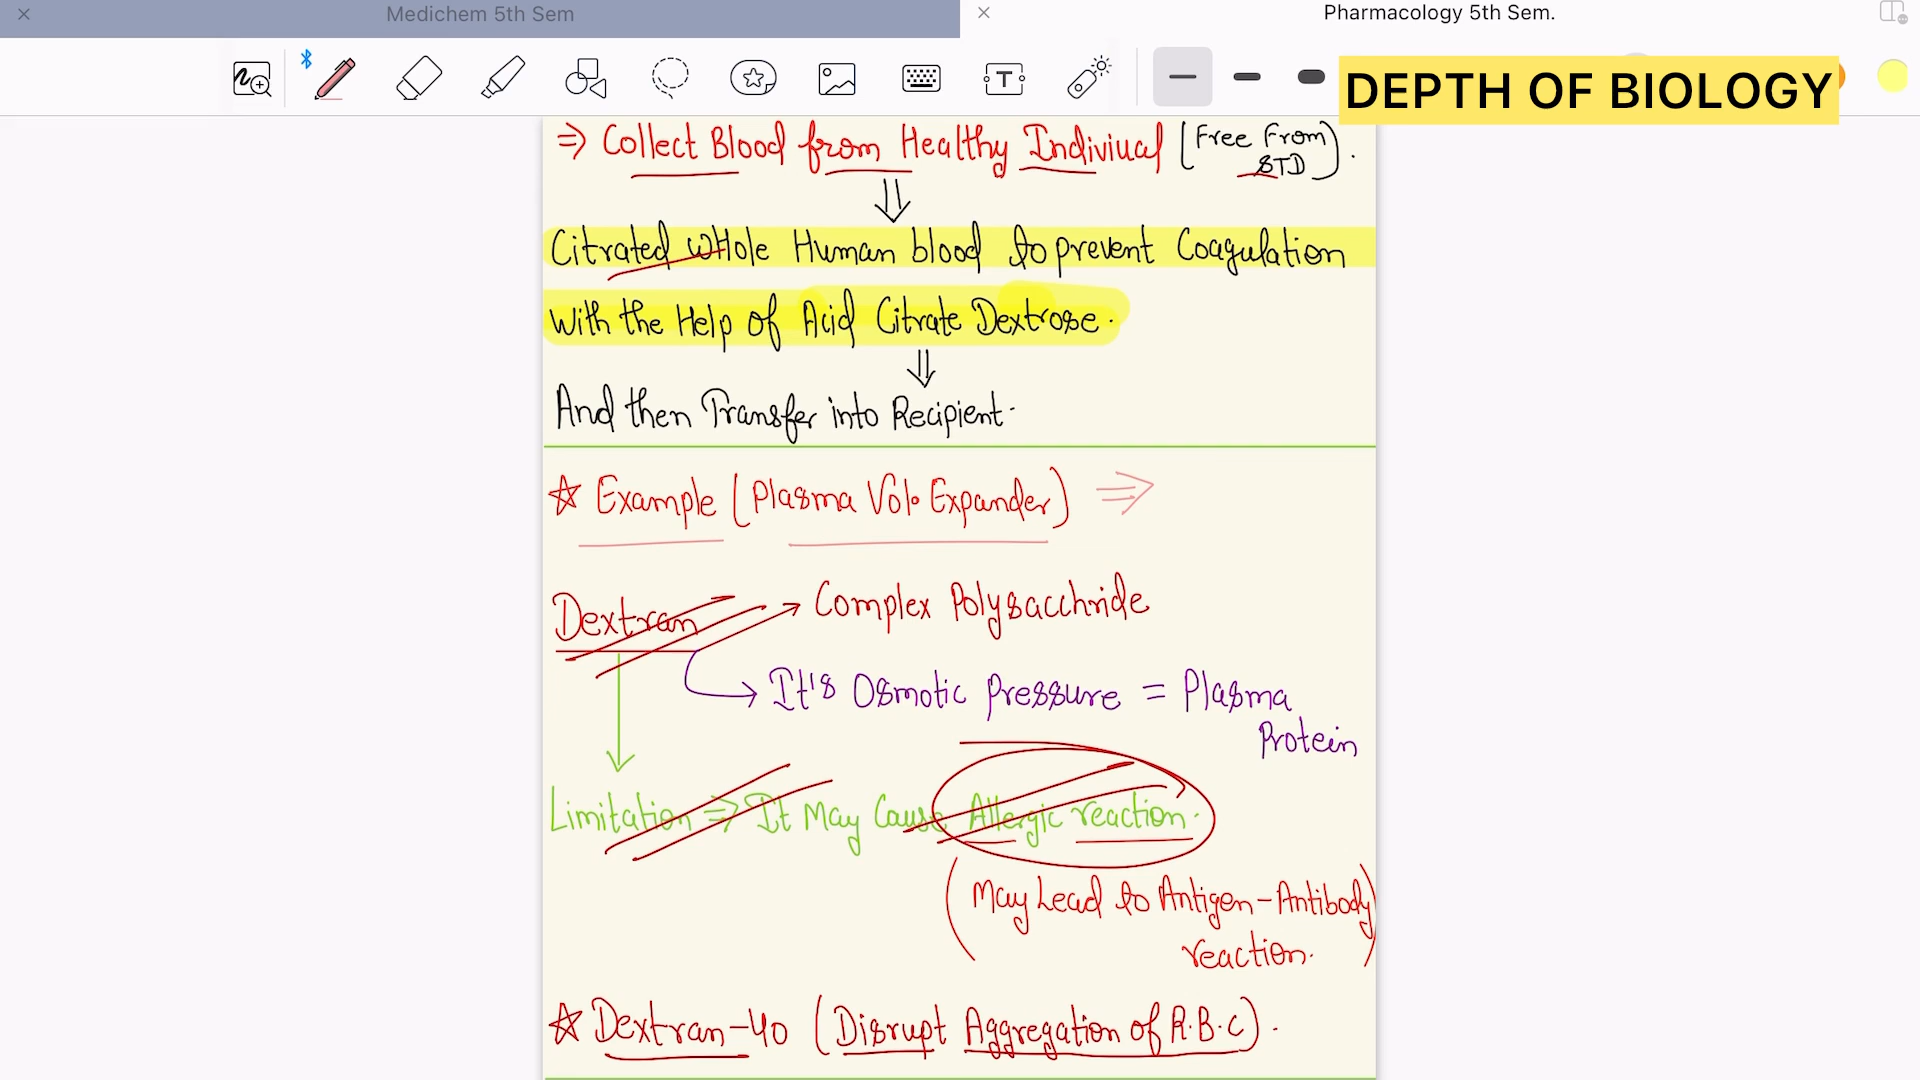 Medichem 5th Sem
Pharmacology 5th Sem.
DEPTH OF BIOLOGY
⇒ Collect Blood from Healthy Indiviual [Free From STD].
Citrated wHole Human blood to prevent Coagulation
With the Help of Acid Citrate Dextrose.
And then Transfer into Recipient.
☆ Example (Plasma Vol. Expander) ⇒
Dextran → Complex Polysacchride
→ It's Osmotic Pressure = Plasma
Protein
Limitation ⇒ It May Cause Allergic reaction.
(May Lead to Antigen-Antibody
reaction.)
☆ Dextran-40 (Disrupt Aggregation of R.B.C).